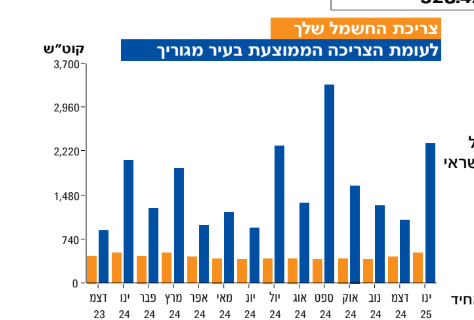 צריכת החשמל שלך
לעומת הצריכה הממוצעת בעיר מגוריך
קוט״ש
3,700
2,960
2,220
1,480
740
0
דצמ ינו פבר מרץ אפר מאי יונ יול אוג ספט אוק נוב דצמ ינו
23 24 24 24 24 24 24 24 24 24 24 24 24 25